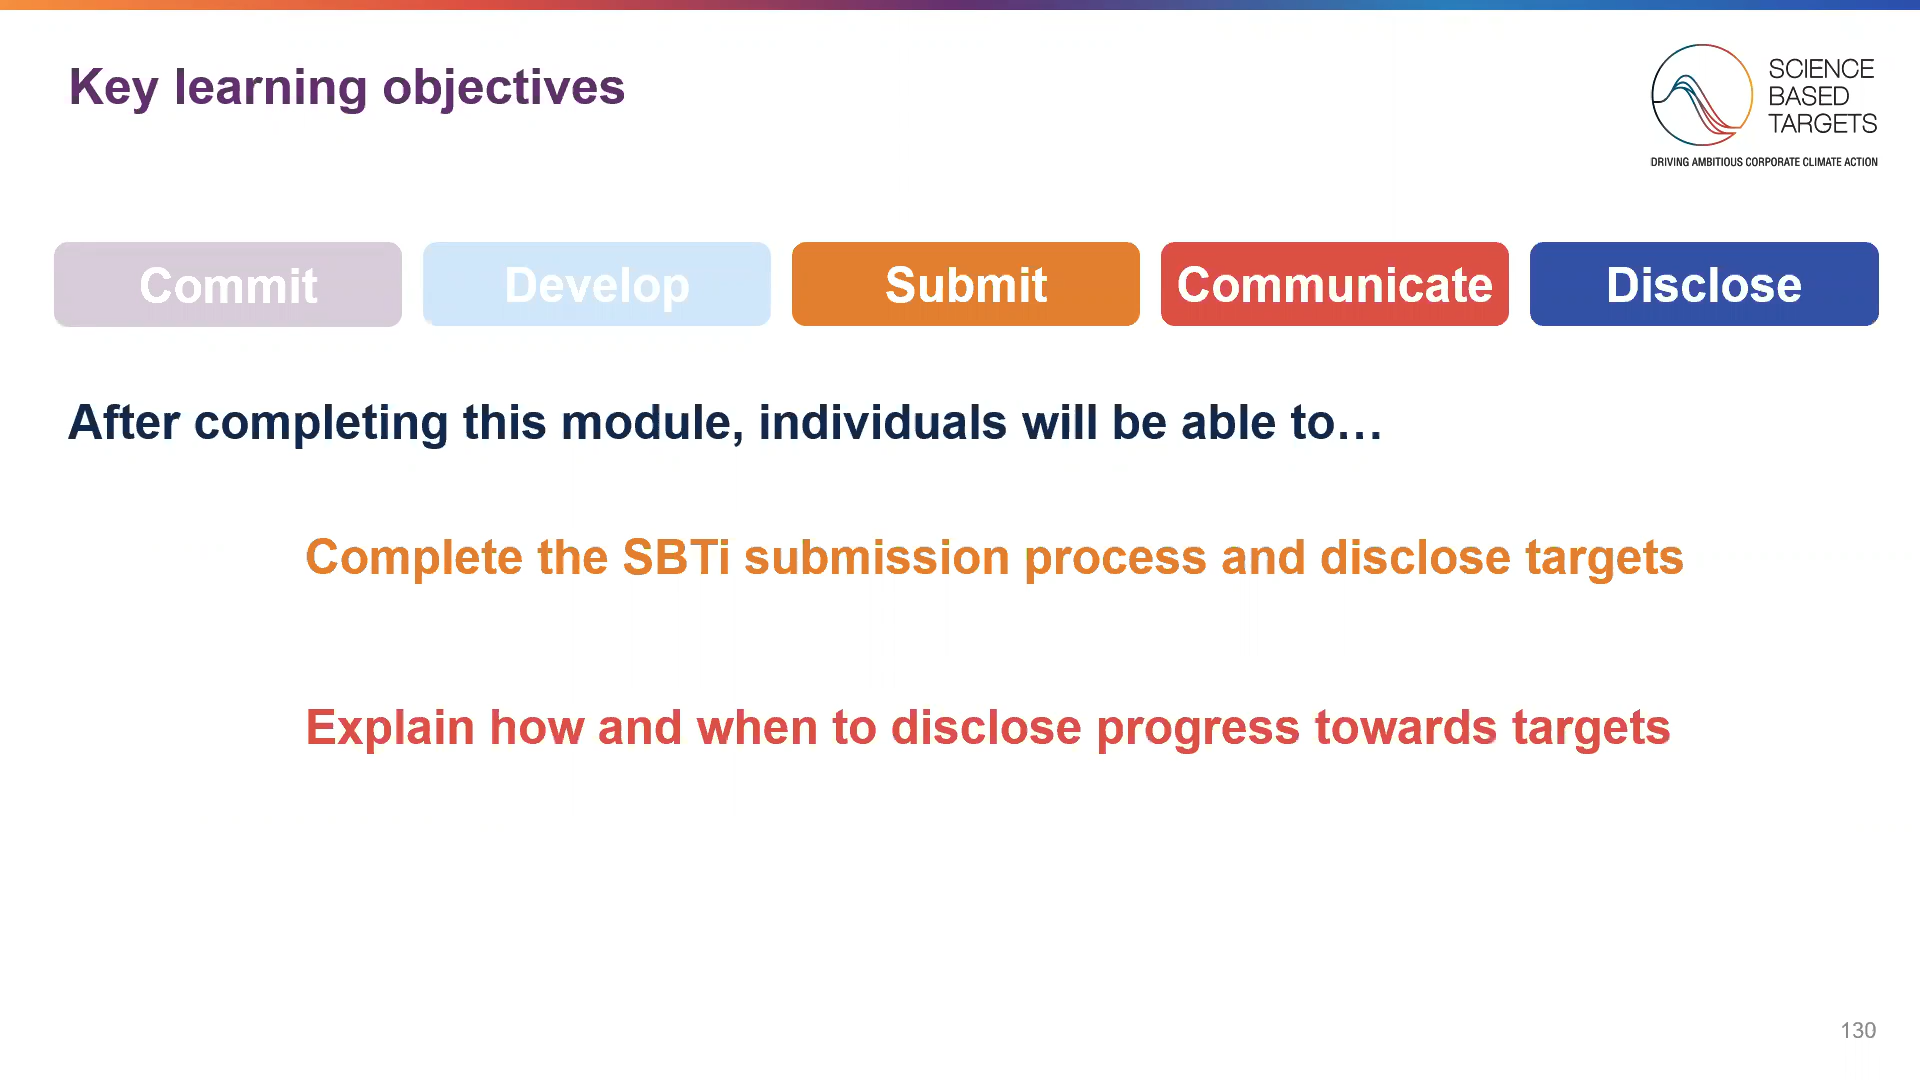 Key learning objectives
SCIENCE
BASED
TARGETS
DRIVING AMBITIOUS CORPORATE CLIMATE ACTION
Commit
Develop
Submit
Communicate
Disclose
After completing this module, individuals will be able to…
Complete the SBTi submission process and disclose targets
Explain how and when to disclose progress towards targets
130